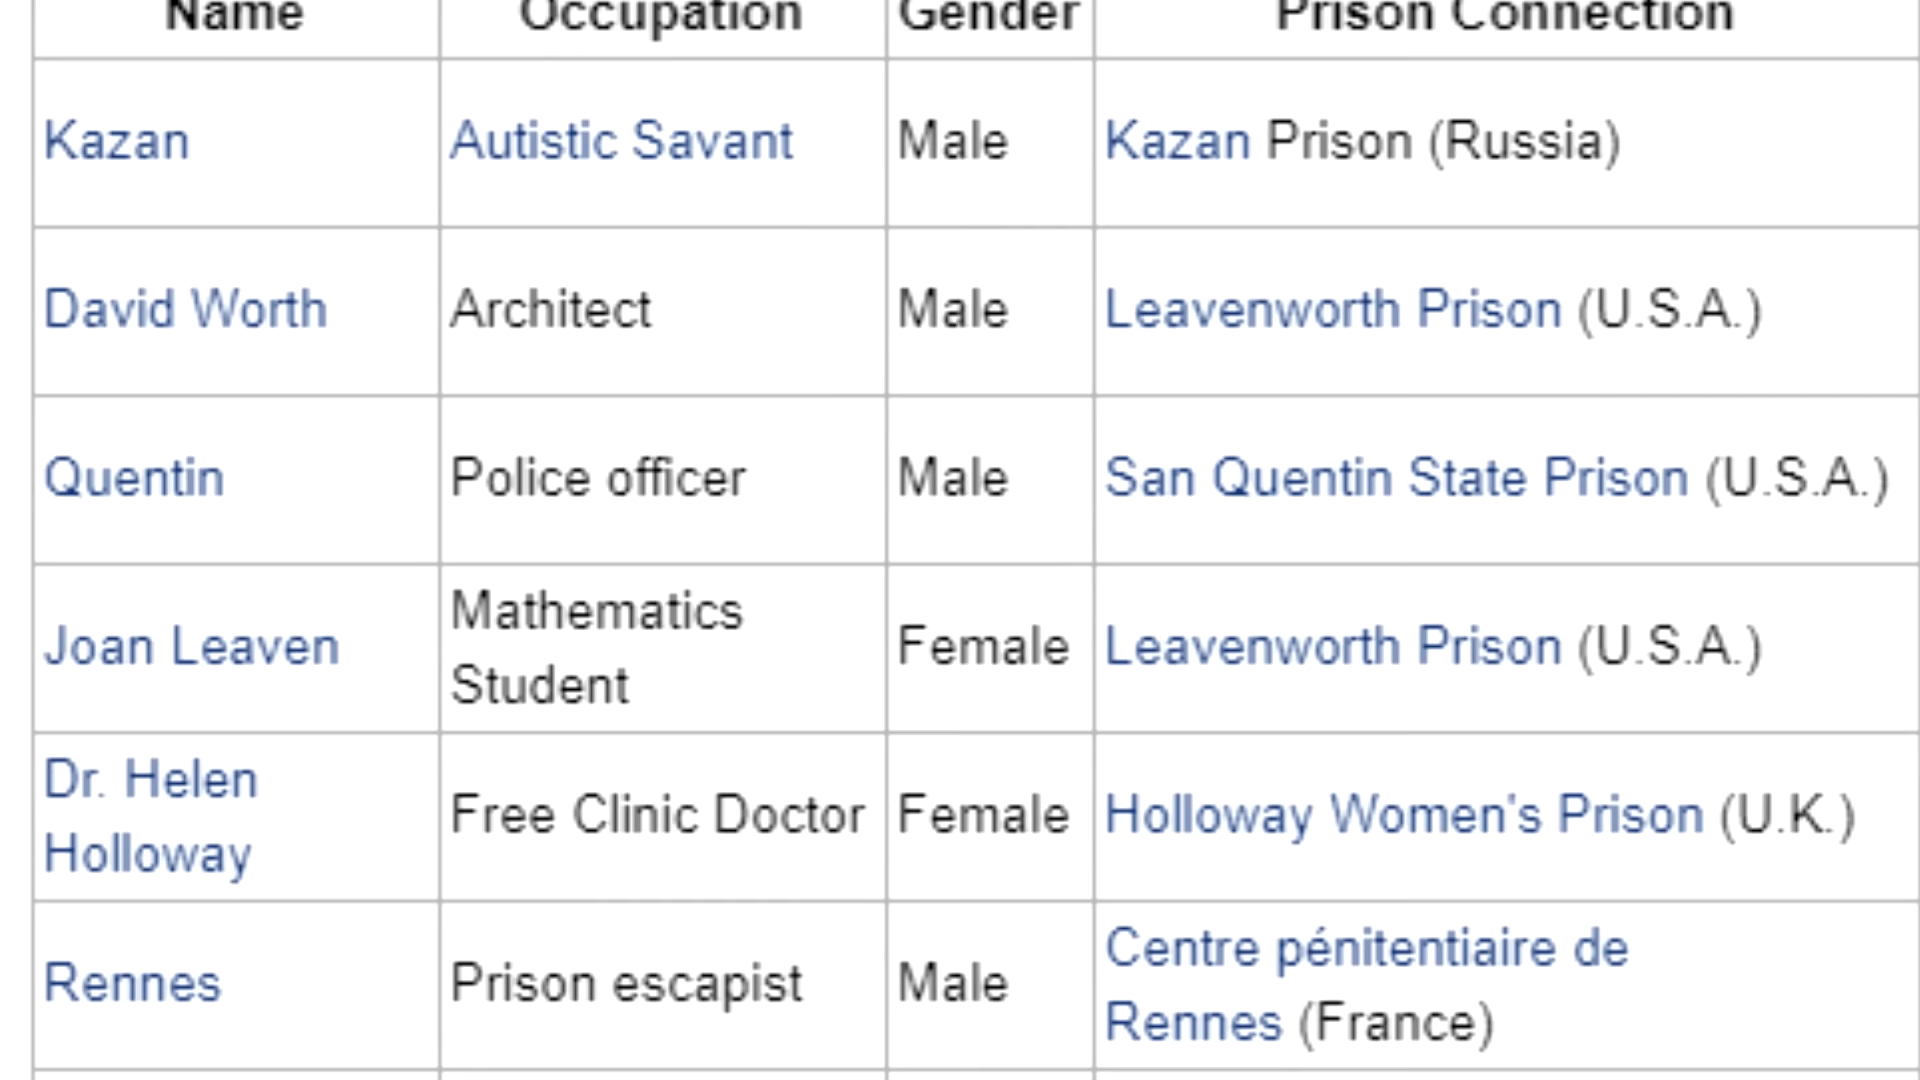 Name Occupation Gender Prison Connection
Kazan Autistic Savant Male Kazan Prison (Russia)
David Worth Architect Male Leavenworth Prison (U.S.A.)
Quentin Police officer Male San Quentin State Prison (U.S.A.)
Joan Leaven Mathematics Student Female Leavenworth Prison (U.S.A.)
Dr. Helen Holloway Free Clinic Doctor Female Holloway Women's Prison (U.K.)
Rennes Prison escapist Male Centre pénitentiaire de Rennes (France)